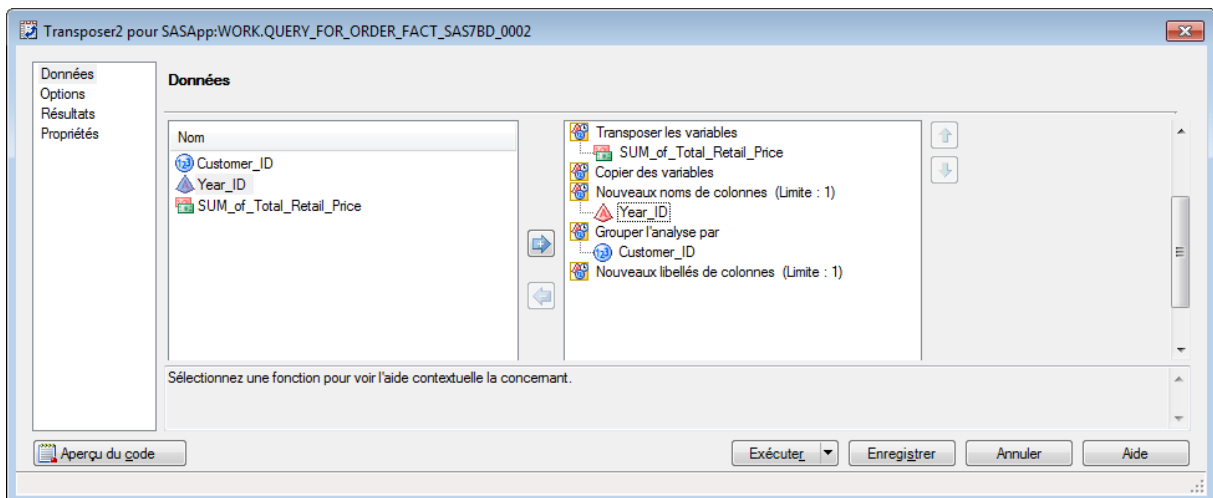 Transposer2 pour SASApp:WORK.QUERY_FOR_ORDER_FACT_SAS7BD_0002
Données
Options
Résultats
Propriétés
Données
Nom
Customer_ID
Year_ID
SUM_of_Total_Retail_Price
Transposer les variables
SUM_of_Total_Retail_Price
Copier des variables
Nouveaux noms de colonnes (Limite : 1)
Year_ID
Grouper l'analyse par
Customer_ID
Nouveaux libellés de colonnes (Limite : 1)
Sélectionnez une fonction pour voir l'aide contextuelle la concernant.
Aperçu du code
Exécuter
Enregistrer
Annuler
Aide